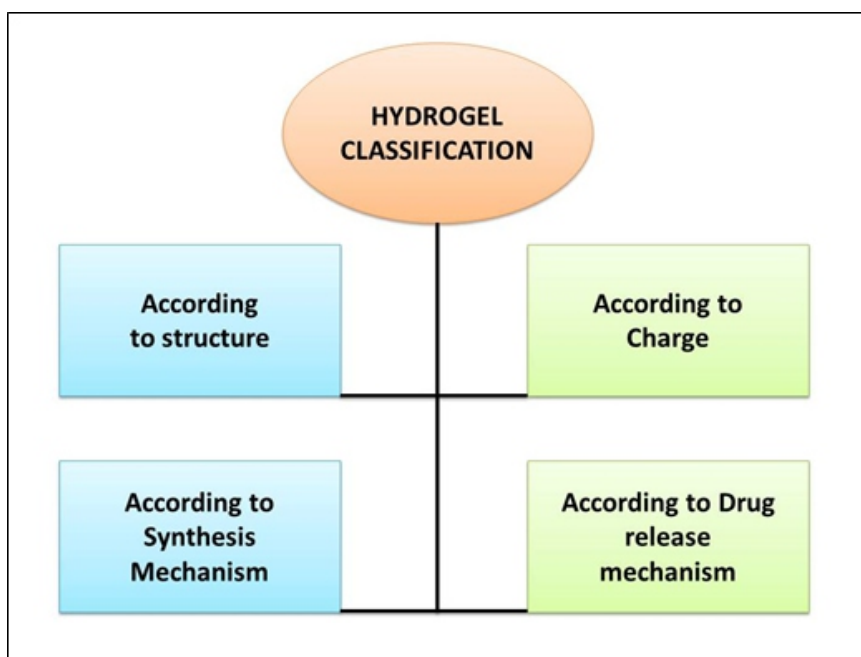 HYDROGEL
CLASSIFICATION
According
to structure
According to
Charge
According to
Synthesis
Mechanism
According to Drug
release
mechanism